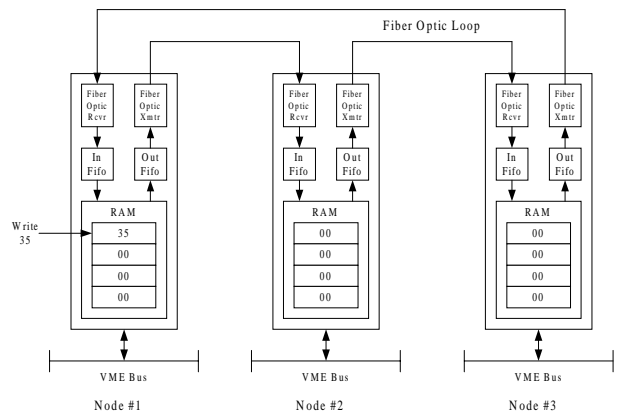 Fiber Optic Loop
Fiber
Optic
Rcvr
Fiber
Optic
Xmtr
In
Fifo
Out
Fifo
RAM
35
00
00
00
Write
35
VME Bus
Node #1
Fiber
Optic
Rcvr
Fiber
Optic
Xmtr
In
Fifo
Out
Fifo
RAM
00
00
00
00
VME Bus
Node #2
Fiber
Optic
Rcvr
Fiber
Optic
Xmtr
In
Fifo
Out
Fifo
RAM
00
00
00
00
VME Bus
Node #3